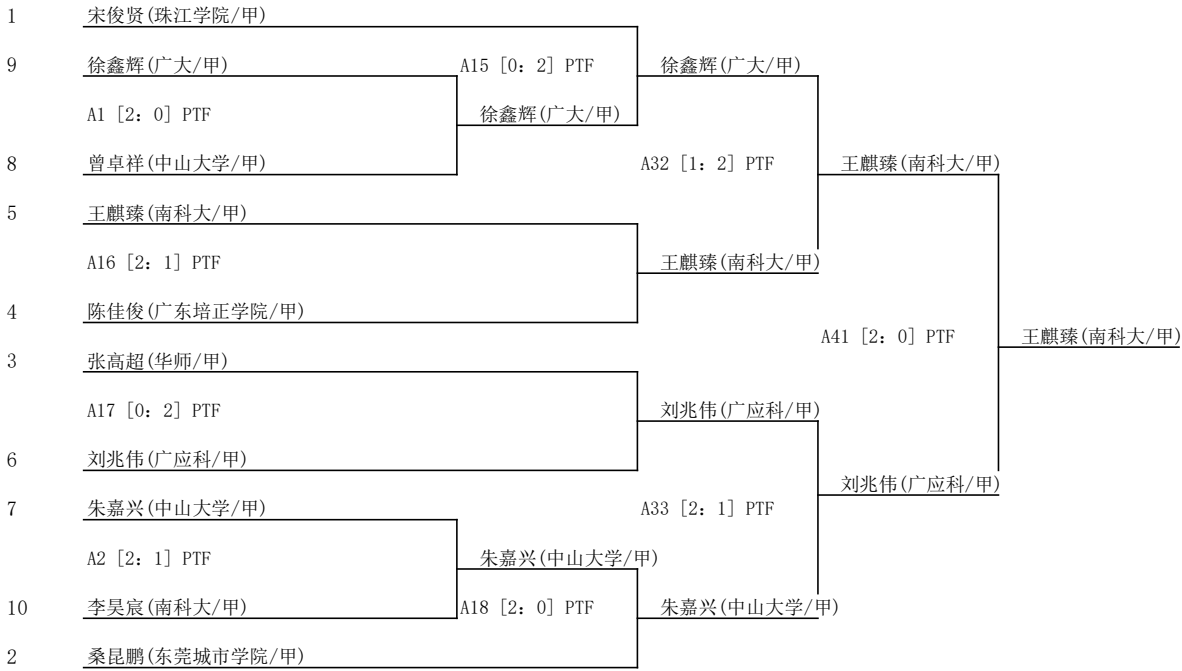 1 宋俊贤(珠江学院/甲)
9 徐鑫辉(广大/甲) A15 [0: 2] PTF 徐鑫辉(广大/甲)
A1 [2: 0] PTF 徐鑫辉(广大/甲)
8 曾卓祥(中山大学/甲) A32 [1: 2] PTF 王麒臻(南科大/甲)
5 王麒臻(南科大/甲)
A16 [2: 1] PTF 王麒臻(南科大/甲)
4 陈佳俊(广东培正学院/甲)
A41 [2: 0] PTF 王麒臻(南科大/甲)
3 张高超(华师/甲)
A17 [0: 2] PTF 刘兆伟(广应科/甲)
6 刘兆伟(广应科/甲)
刘兆伟(广应科/甲)
7 朱嘉兴(中山大学/甲) A33 [2: 1] PTF
A2 [2: 1] PTF 朱嘉兴(中山大学/甲)
10 李昊宸(南科大/甲) A18 [2: 0] PTF 朱嘉兴(中山大学/甲)
2 桑昆鹏(东莞城市学院/甲)